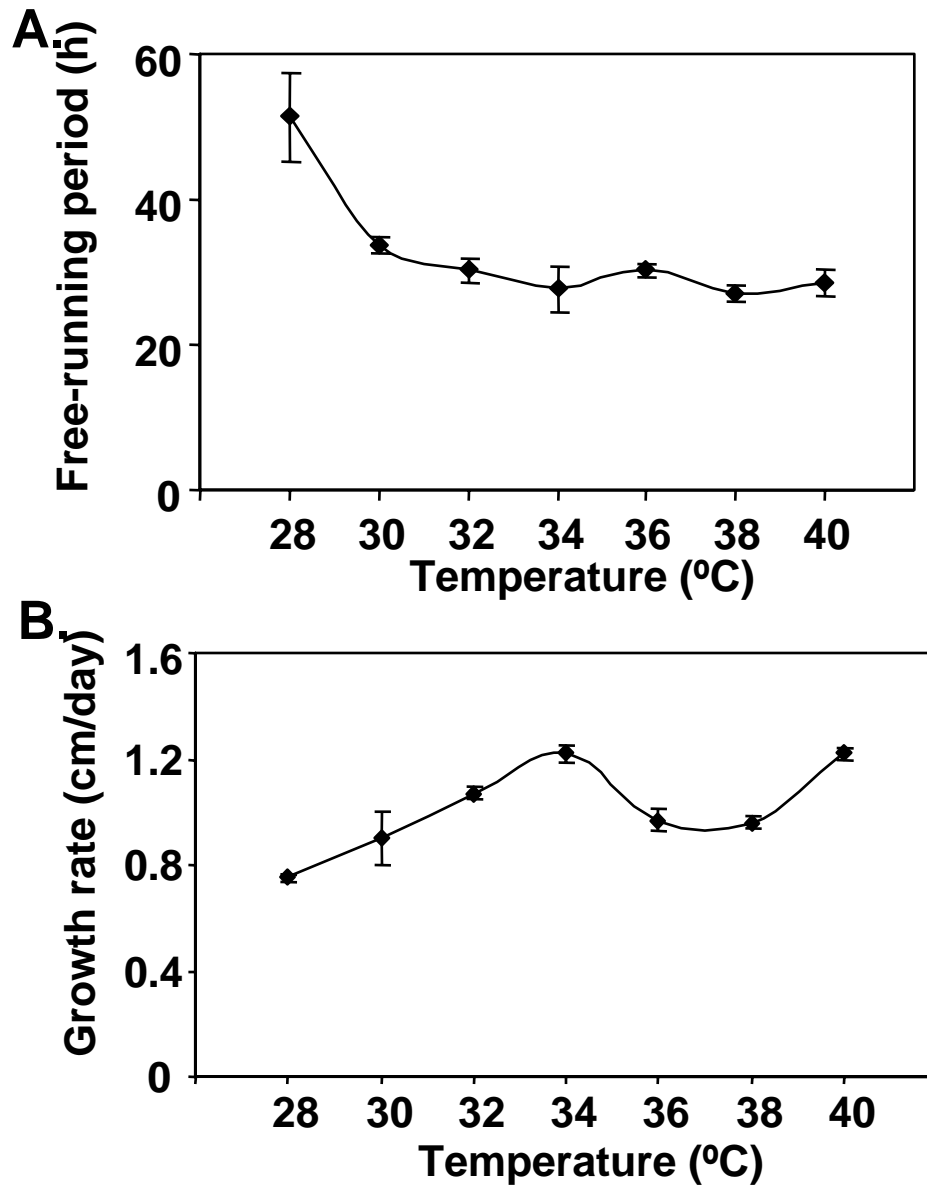 A.
Free-running period (h)
60
40
20
0
28 30 32 34 36 38 40
Temperature (ºC)
B.
Growth rate (cm/day)
1.6
1.2
0.8
0.4
0
28 30 32 34 36 38 40
Temperature (ºC)